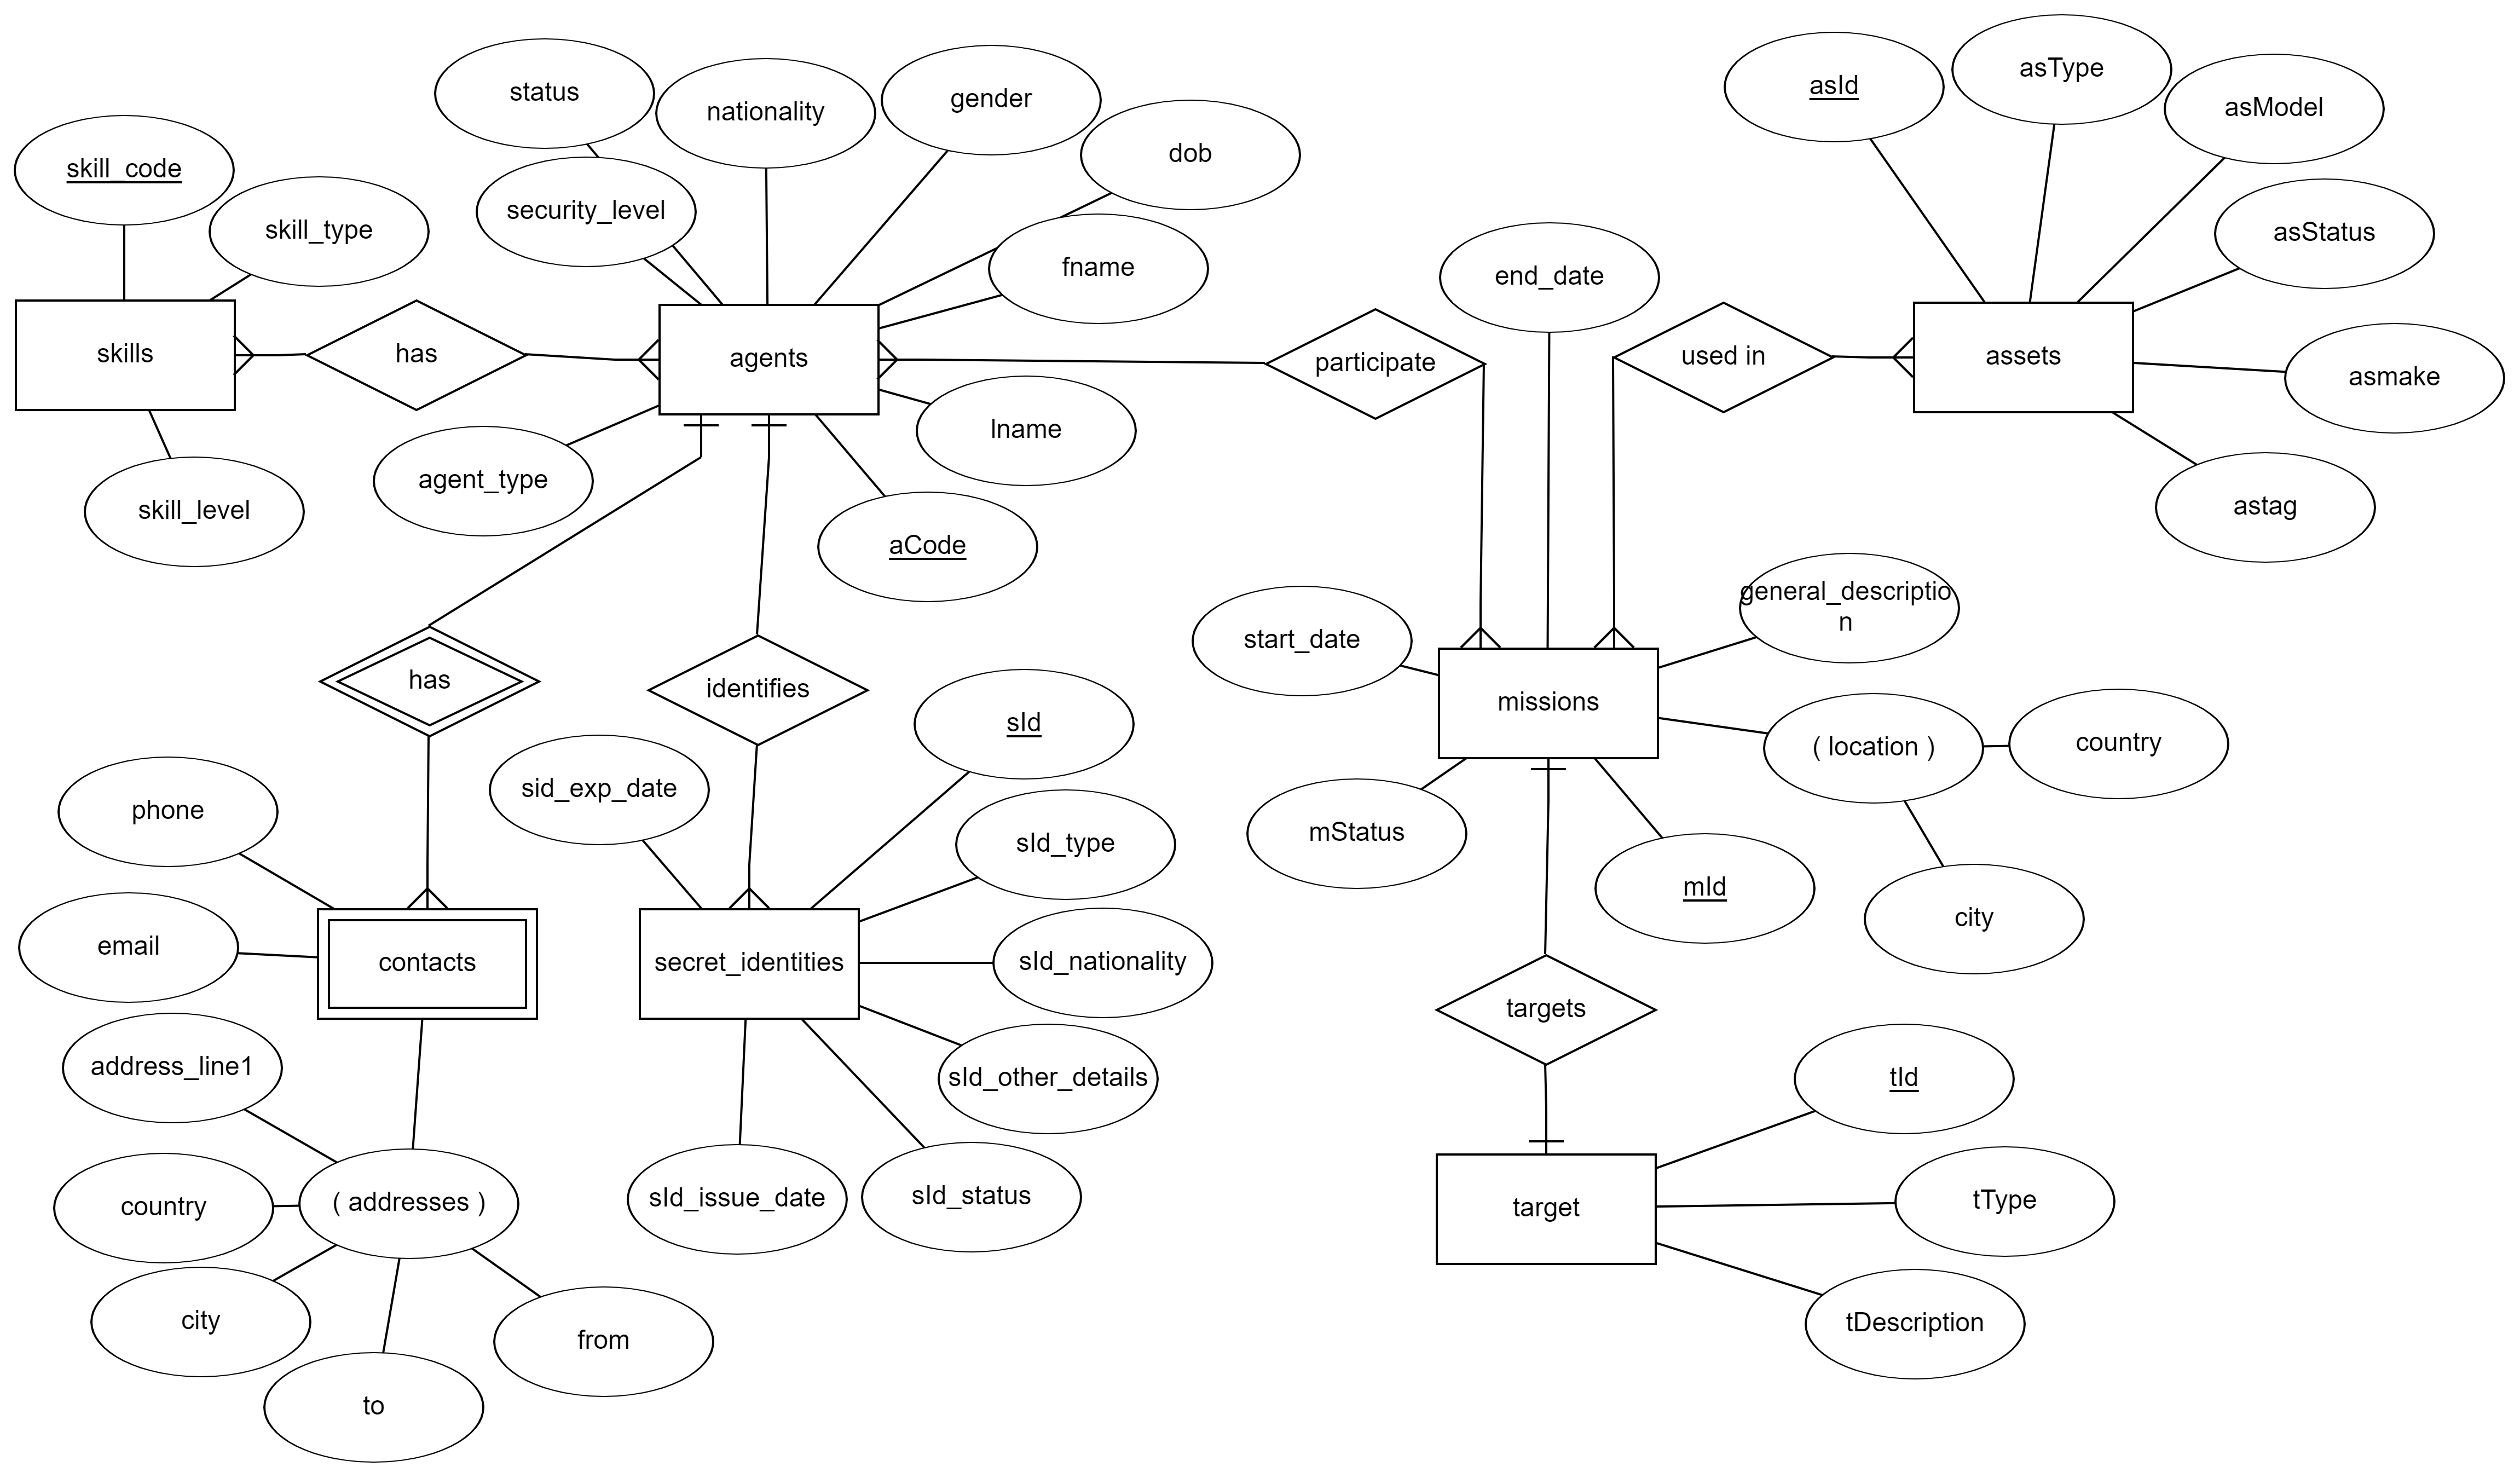 status
nationality
gender
dob
asId
asType
asModel
skill_code
skill_type
security_level
fname
end_date
asStatus
skills
has
agents
participate
used in
assets
asmake
skill_level
agent_type
lname
aCode
astag
has
identifies
sId
start_date
general_descriptio
n
missions
( location )
country
phone
sid_exp_date
sId_type
mStatus
mId
city
email
contacts
secret_identities
sId_nationality
targets
address_line1
sId_other_details
tId
country
( addresses )
sId_issue_date
sId_status
target
tType
city
from
tDescription
to